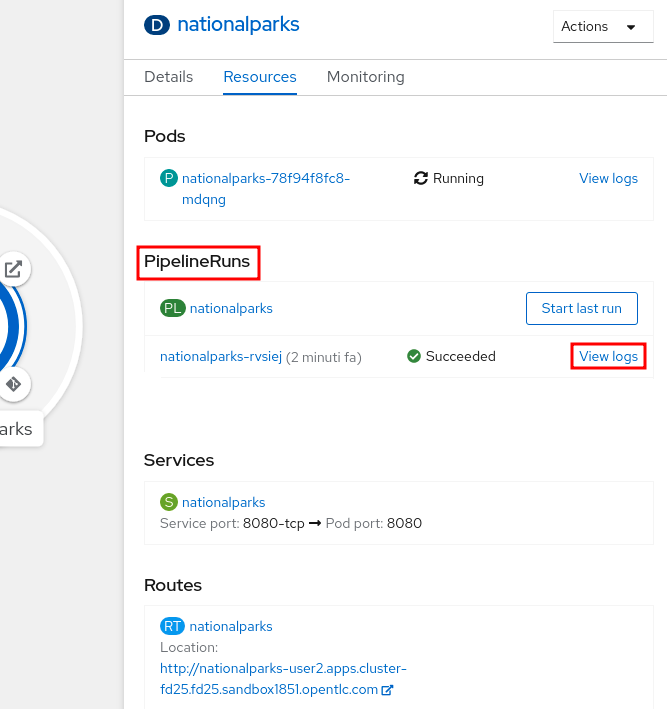 D nationalparks
Actions
Details Resources Monitoring
Pods
P nationalparks-78f94f8fc8- Running View logs
mdqng
PipelineRuns
PL nationalparks Start last run
nationalparks-rvsiej (2 minuti fa) Succeeded View logs
arks
Services
S nationalparks
Service port: 8080-tcp → Pod port: 8080
Routes
RT nationalparks
Location:
http://nationalparks-user2.apps.cluster-
fd25.fd25.sandbox1851.opentlc.com